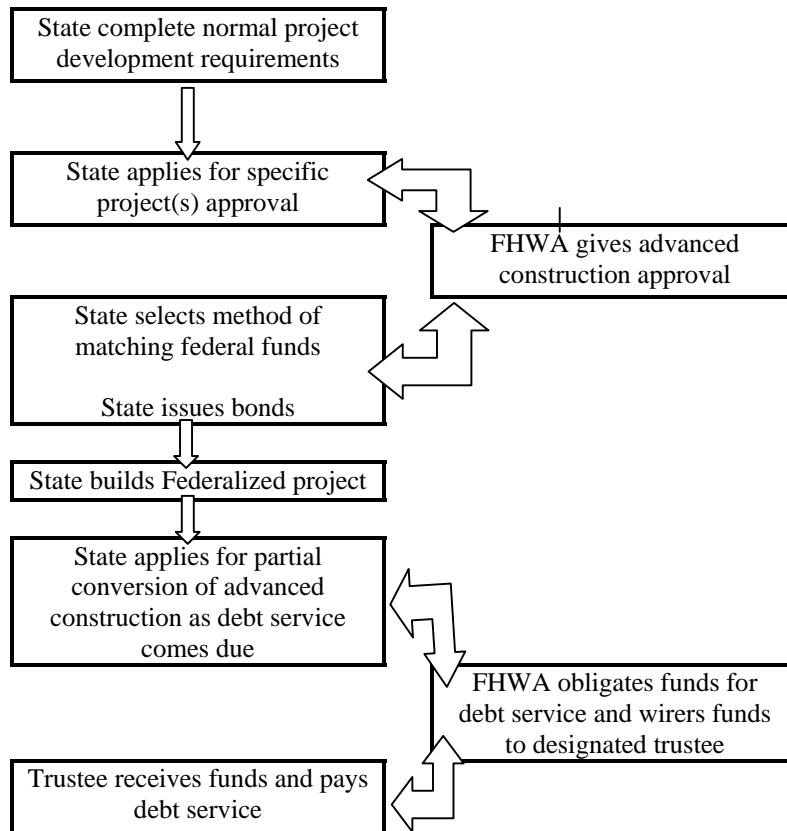 State complete normal project
development requirements
State applies for specific
project(s) approval
FHWA gives advanced
construction approval
State selects method of
matching federal funds
State issues bonds
State builds Federalized project
State applies for partial
conversion of advanced
construction as debt service
comes due
FHWA obligates funds for
debt service and wirers funds
to designated trustee
Trustee receives funds and pays
debt service